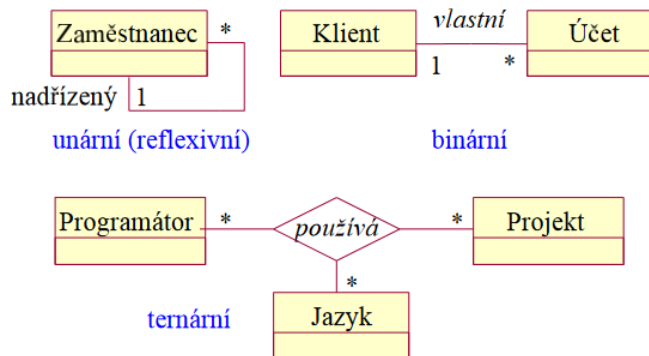 Zaměstnanec *
nadřízený 1
unární (reflexivní)
Klient vlastní Účet
1 *
binární
Programátor * používá * Projekt
*
ternární
Jazyk